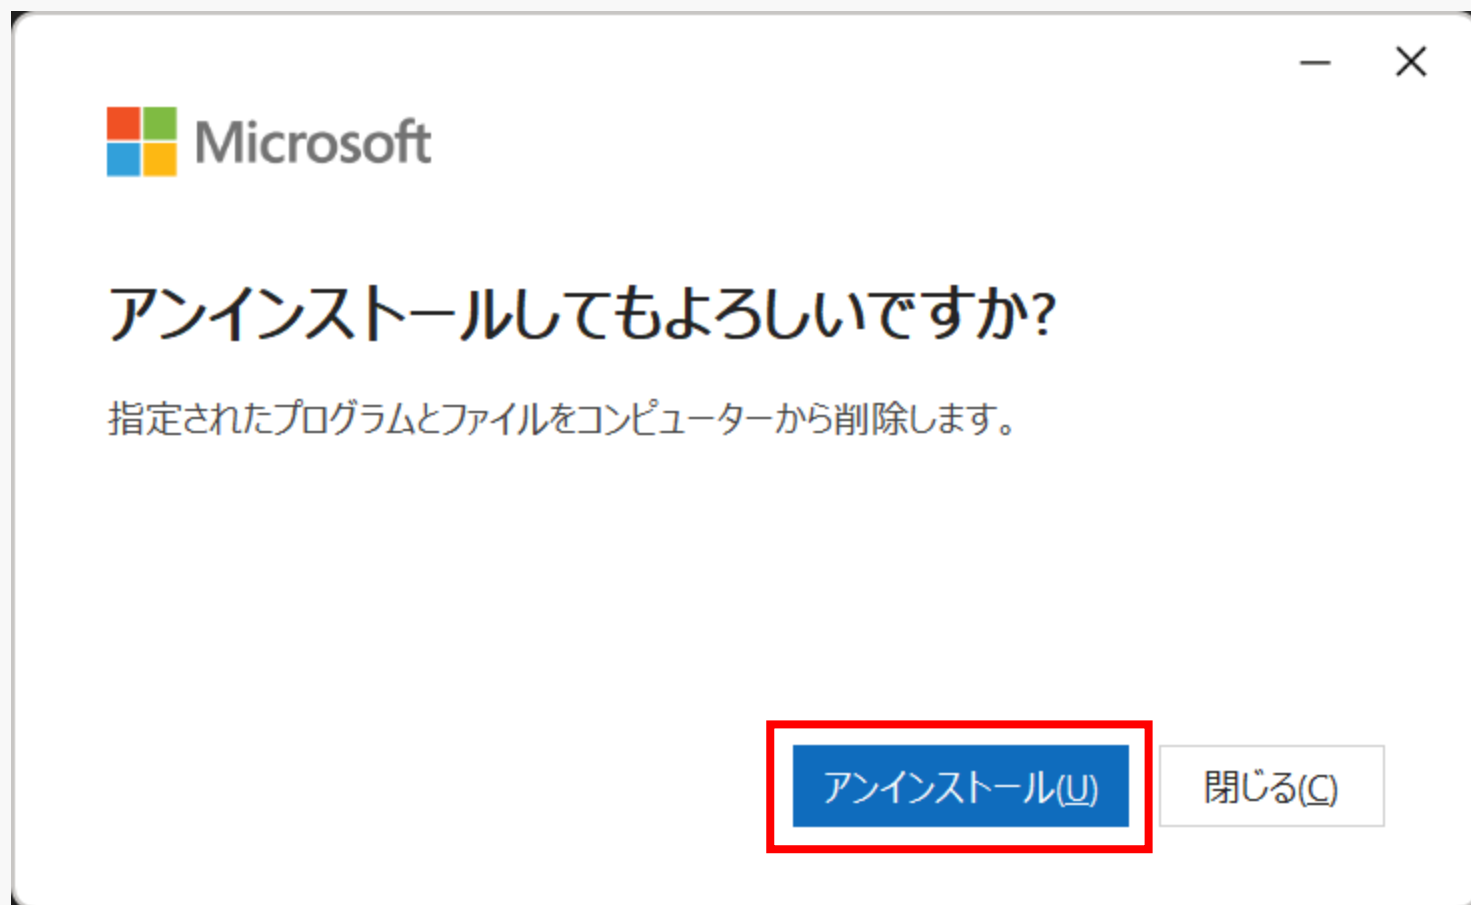 Microsoft
アンインストールしてもよろしいですか?
指定されたプログラムとファイルをコンピューターから削除します。
アンインストール(U) 閉じる(C)